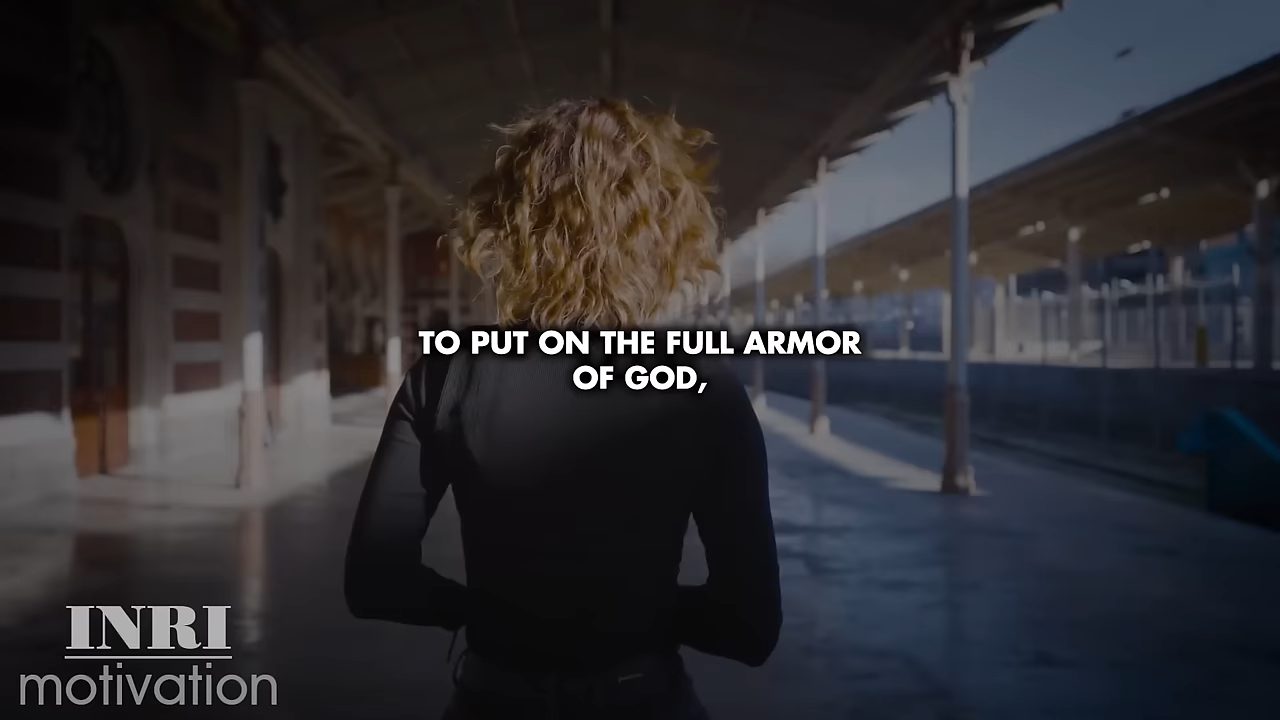 TO PUT ON THE FULL ARMOR
OF GOD,
INRI
motivation